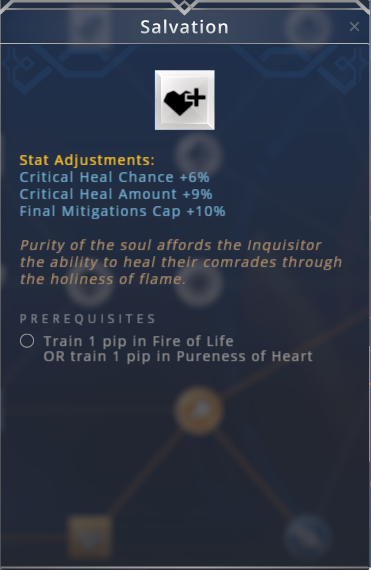 Salvation
Stat Adjustments:
Critical Heal Chance +6%
Critical Heal Amount +9%
Final Mitigations Cap +10%
Purity of the soul affords the Inquisitor
the ability to heal their comrades through
the holiness of flame.
PREREQUISITES
Train 1 pip in Fire of Life
OR train 1 pip in Pureness of Heart